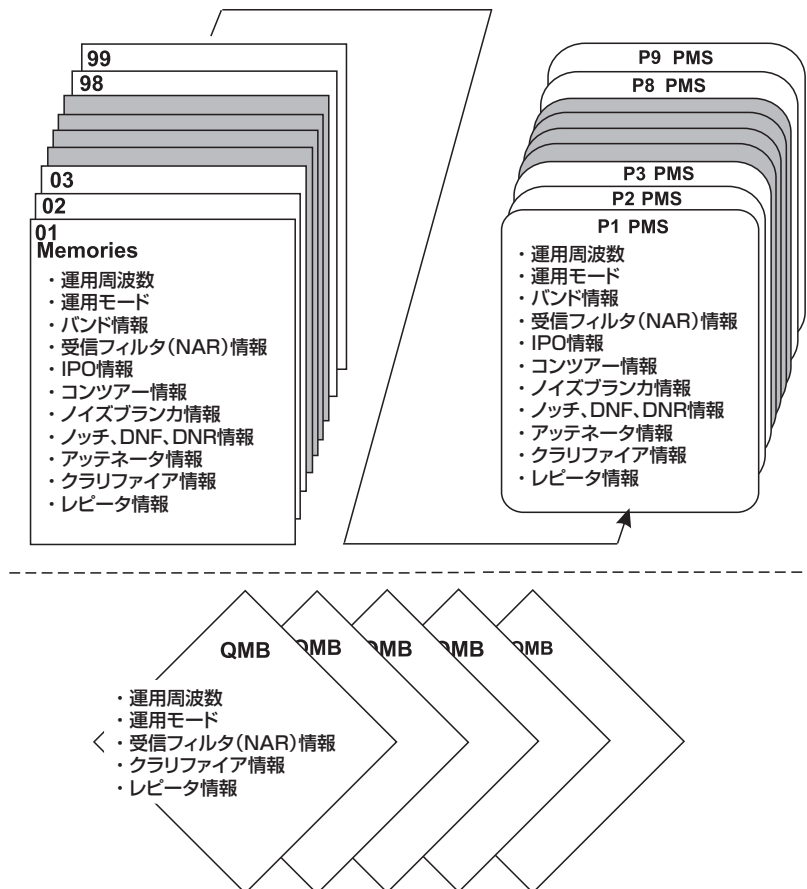 99
98
03
02
01
Memories
・運用周波数
・運用モード
・バンド情報
・受信フィルタ(NAR)情報
・IPO情報
・コンツアー情報
・ノイズブランカ情報
・ノッチ、DNF、DNR情報
・アッテネータ情報
・クラリファイア情報
・レピータ情報
P9 PMS
P8 PMS
P3 PMS
P2 PMS
P1 PMS
・運用周波数
・運用モード
・バンド情報
・受信フィルタ(NAR)情報
・IPO情報
・コンツアー情報
・ノイズブランカ情報
・ノッチ、DNF、DNR情報
・アッテネータ情報
・クラリファイア情報
・レピータ情報
QMB QMB QMB QMB QMB
・運用周波数
・運用モード
・受信フィルタ(NAR)情報
・クラリファイア情報
・レピータ情報